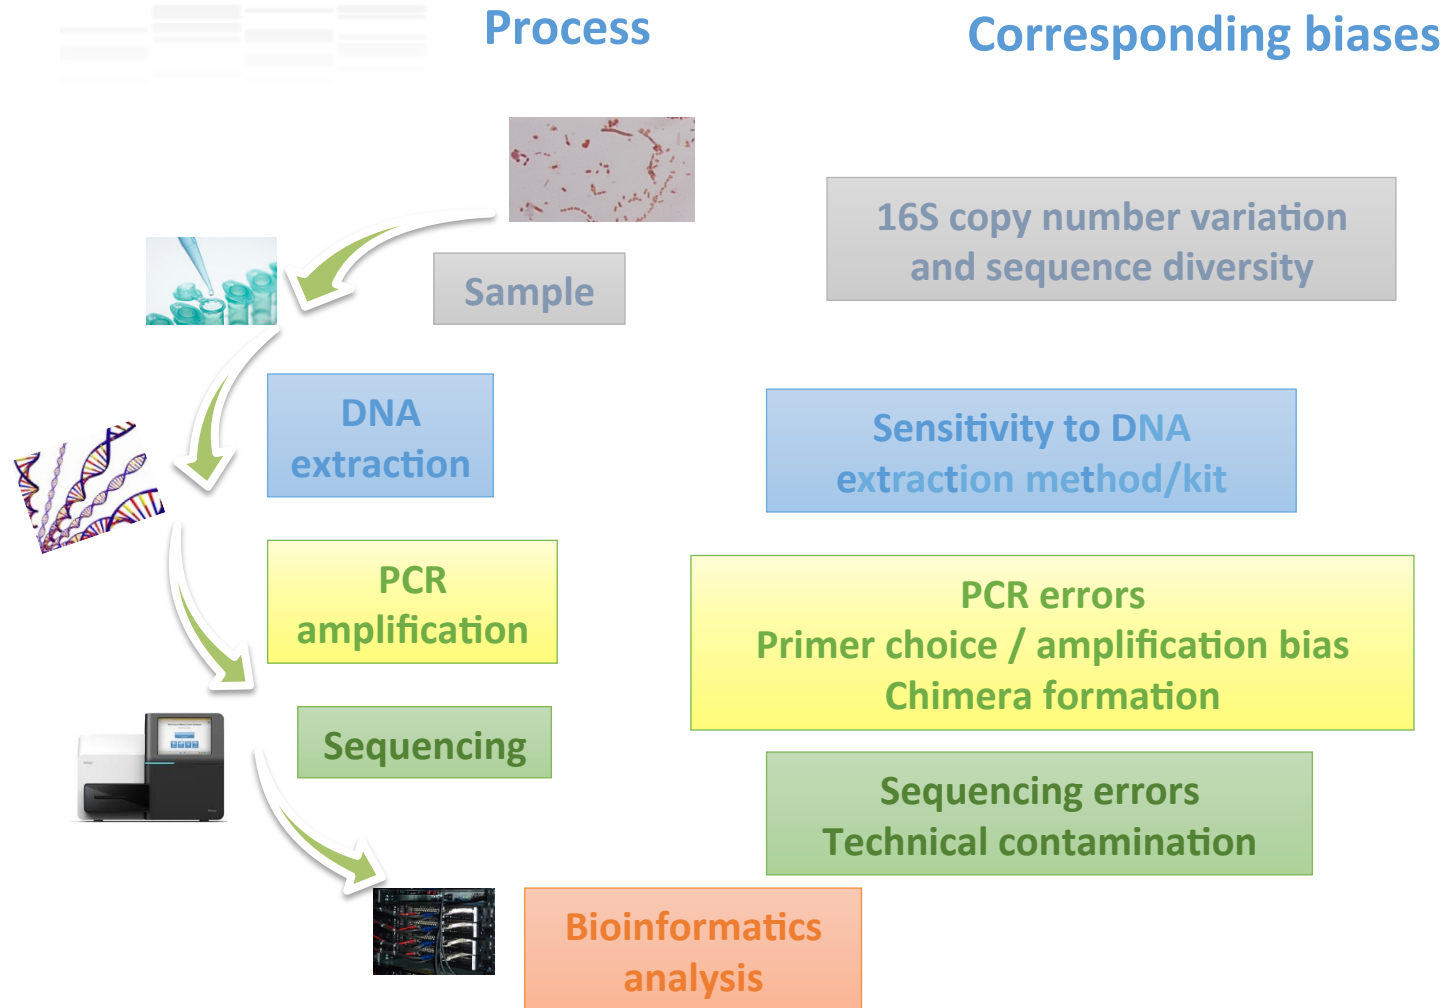 Process
Corresponding biases
Sample
16S copy number variation
and sequence diversity
DNA
extraction
Sensitivity to DNA
extraction method/kit
PCR
amplification
PCR errors
Primer choice / amplification bias
Chimera formation
Sequencing
Sequencing errors
Technical contamination
Bioinformatics
analysis